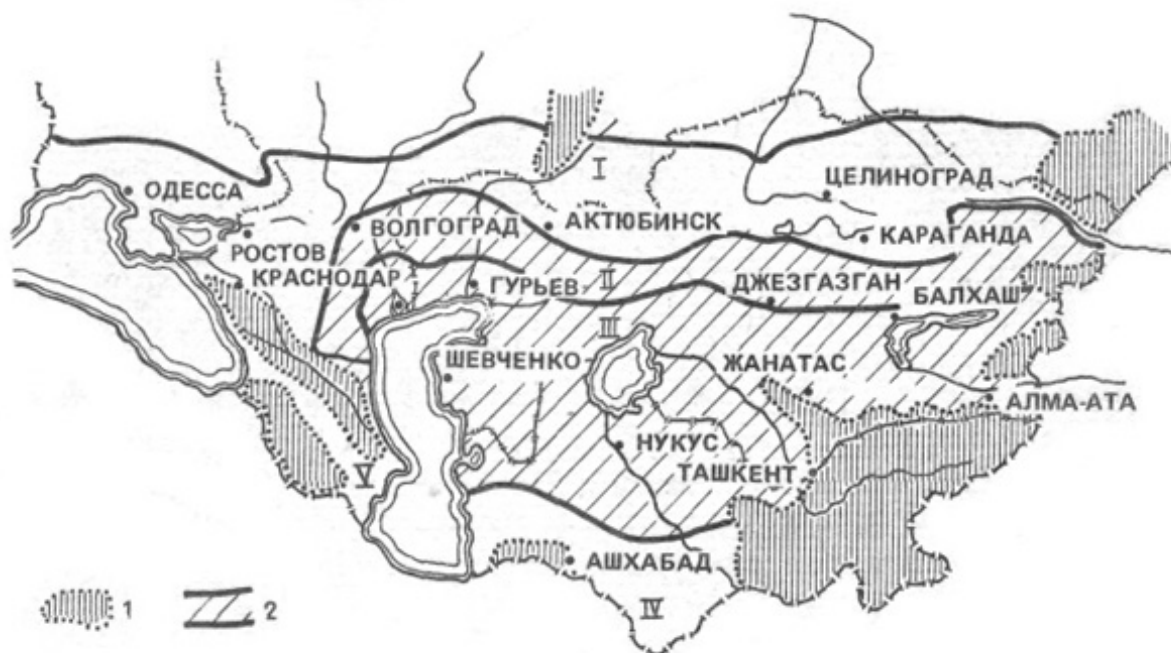 I
ЦЕЛИНОГРАД
ОДЕССА
ВОЛГОГРАД
АКТЮБИНСК
КАРАГАНДА
РОСТОВ
КРАСНОДАР
ГУРЬЕВ
II
ДЖЕЗГАЗГАН
БАЛХАШ
III
ШЕВЧЕНКО
ЖАНАТАС
АЛМА-АТА
НУКУС
ТАШКЕНТ
V
АШХАБАД
IV
1
2